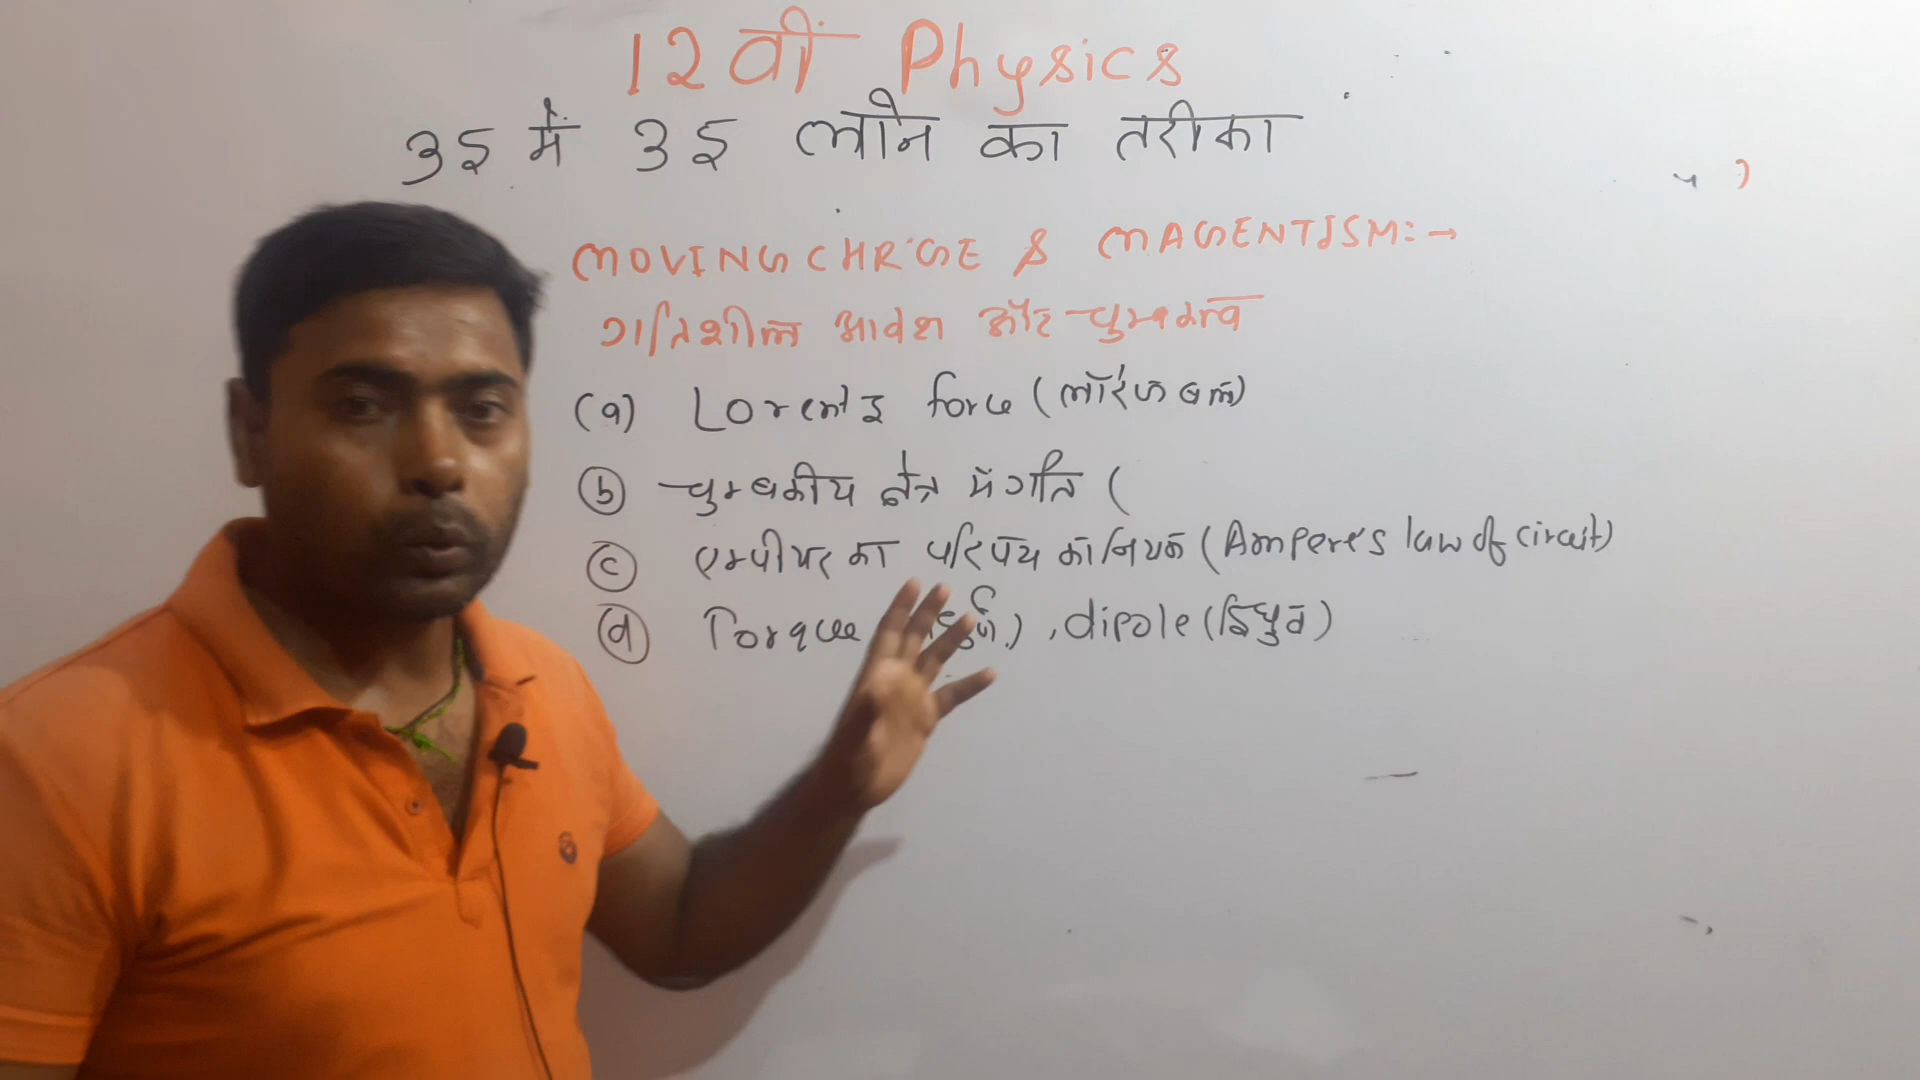 12वीं Physics
35 में 35 लाने का तरीका
MOVING CHRGE & MAGENTISM:→
गतिशील आवेश और चुम्बकत्व
(a) Lorentz force (लॉरेंज बल)
(b) चुम्बकीय क्षेत्र में गति (
(c) एम्पीयर का परिपथ का नियम (Ampere's law of circuit)
(d) Torque , dipole (द्विध्रुव)